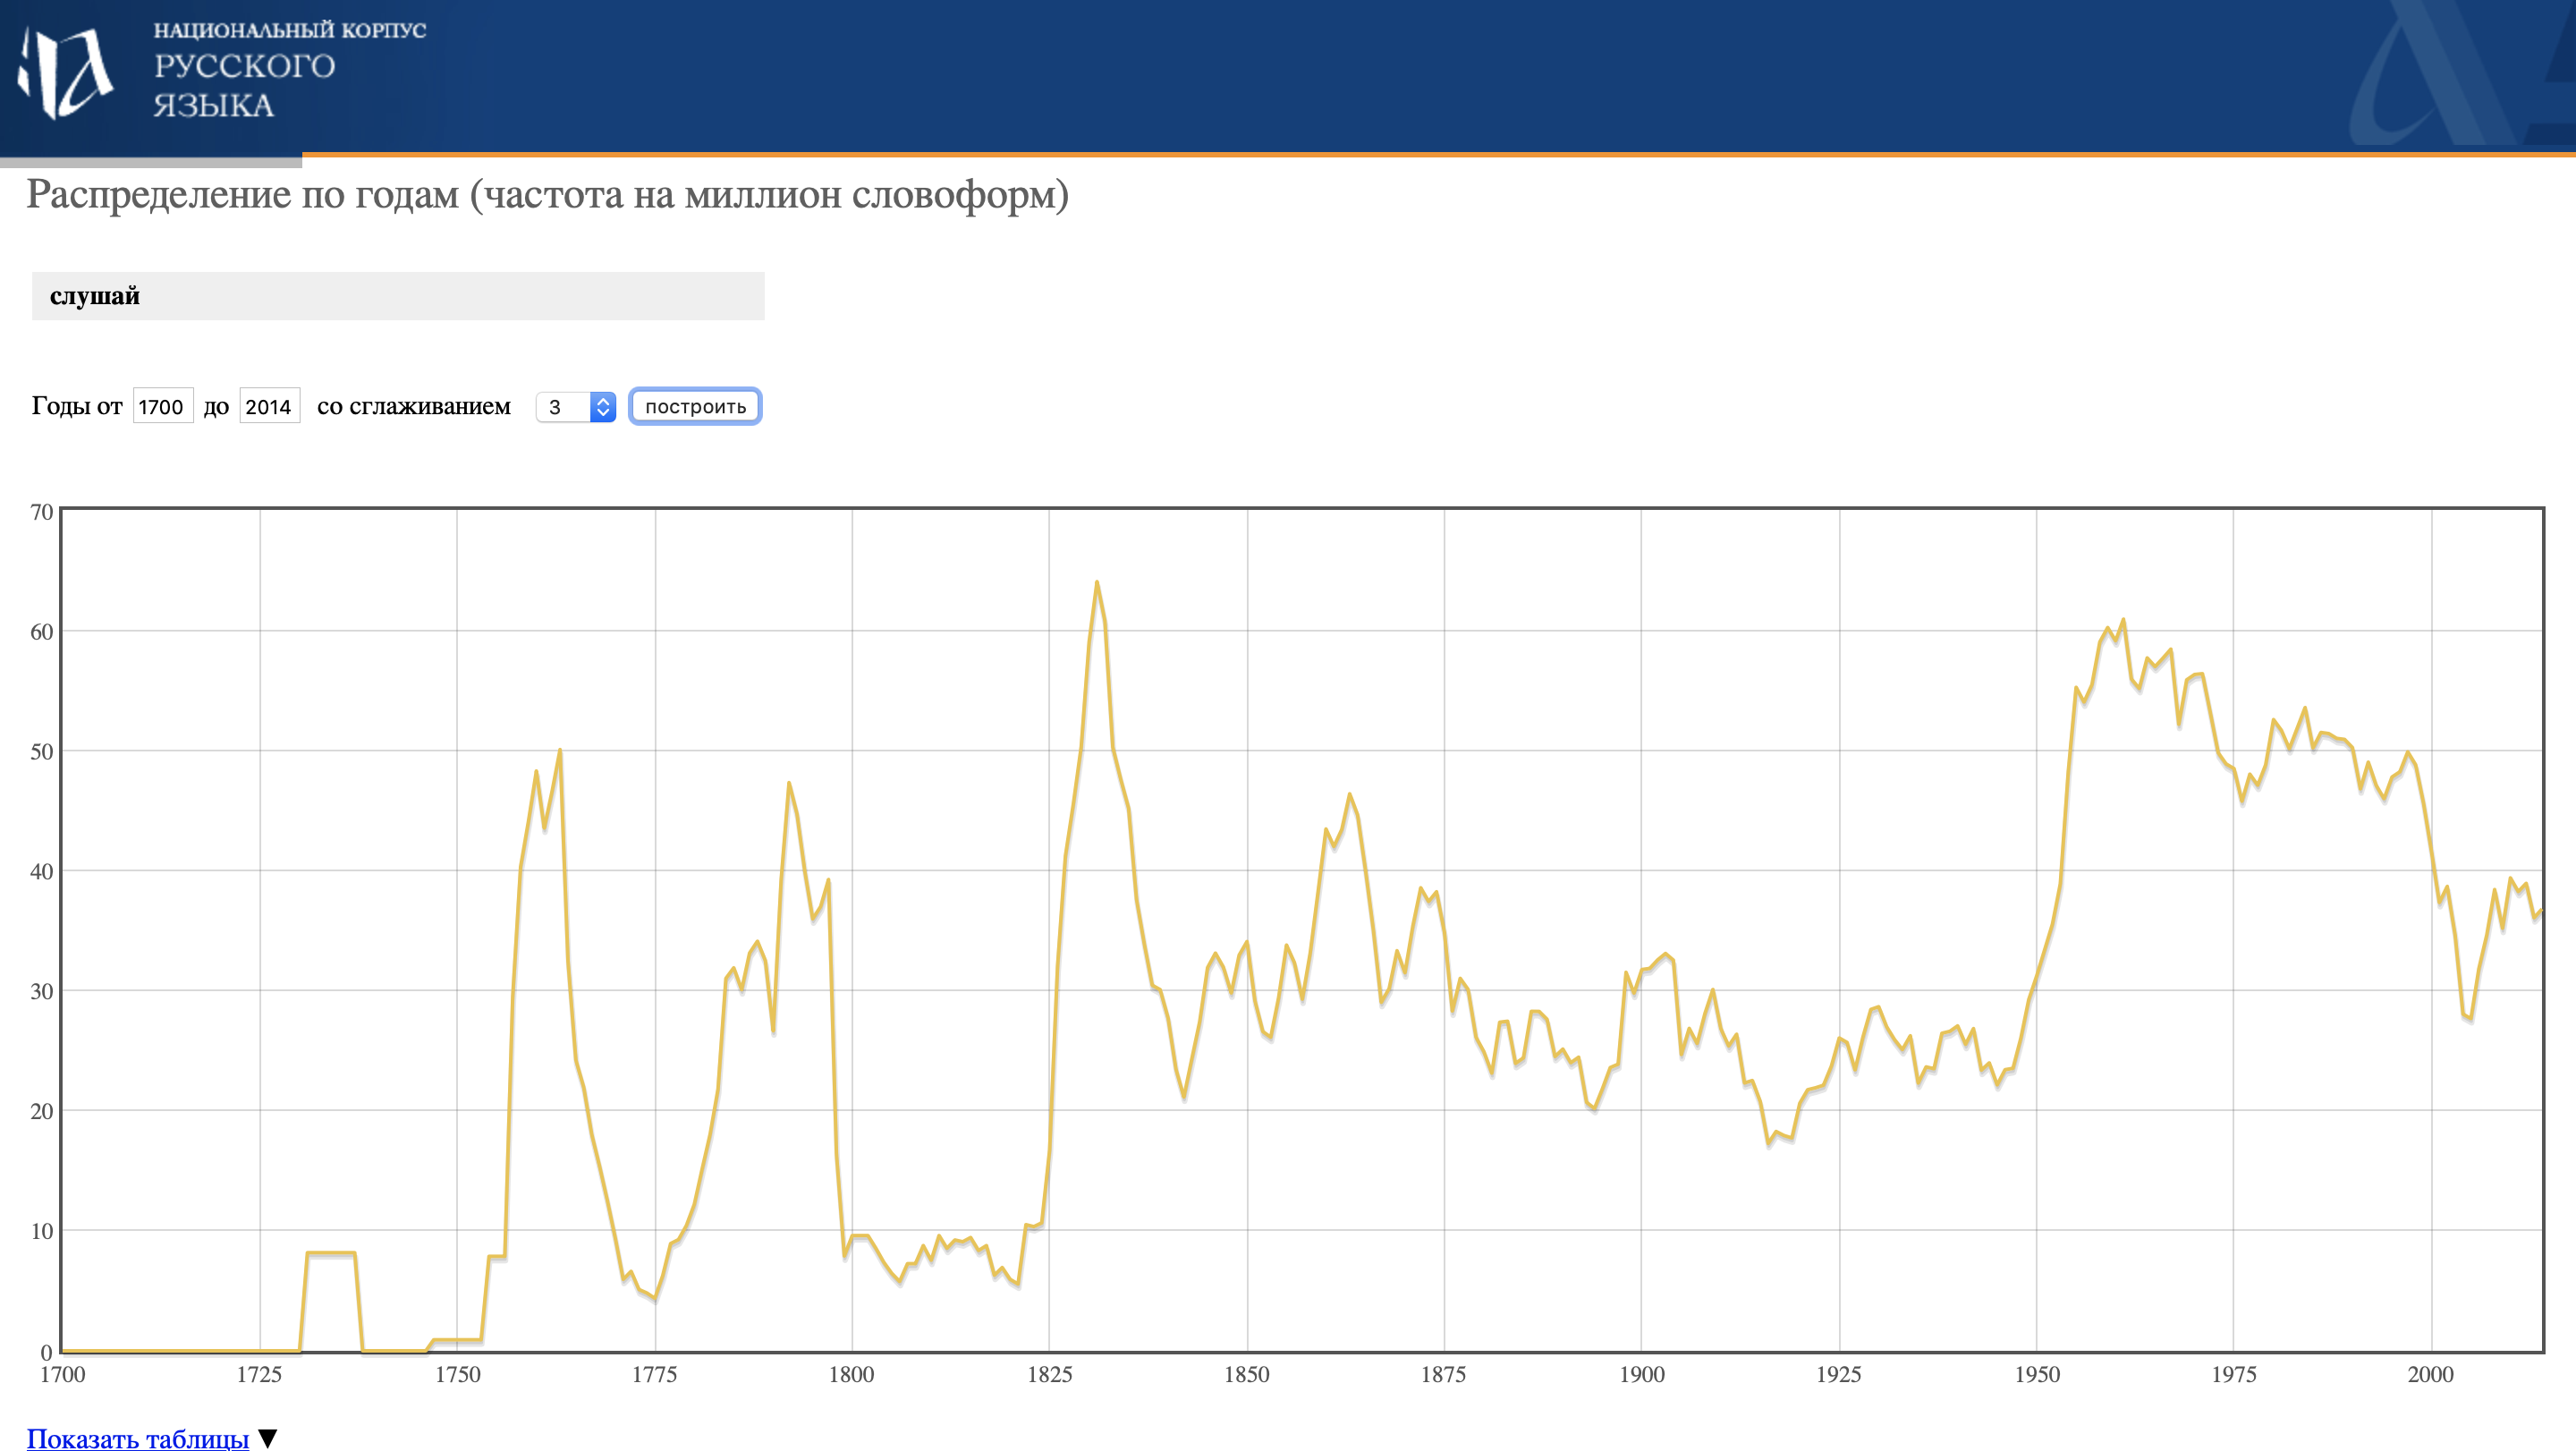 НАЦИОНАЛЬНЫЙ КОРПУС
РУССКОГО
ЯЗЫКА
Распределение по годам (частота на миллион словоформ)
слушай
Годы от 1700 до 2014 со сглаживанием 3 построить
70
60
50
40
30
20
10
0
1700 1725 1750 1775 1800 1825 1850 1875 1900 1925 1950 1975 2000
Показать таблицы ▼